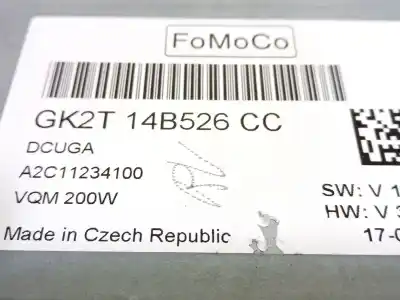 FoMoCo
GK2T 14B526 CC
DCUGA
A2C11234100
VQM 200W
SW: V 1
HW: V 3
Made in Czech Republic
17-0